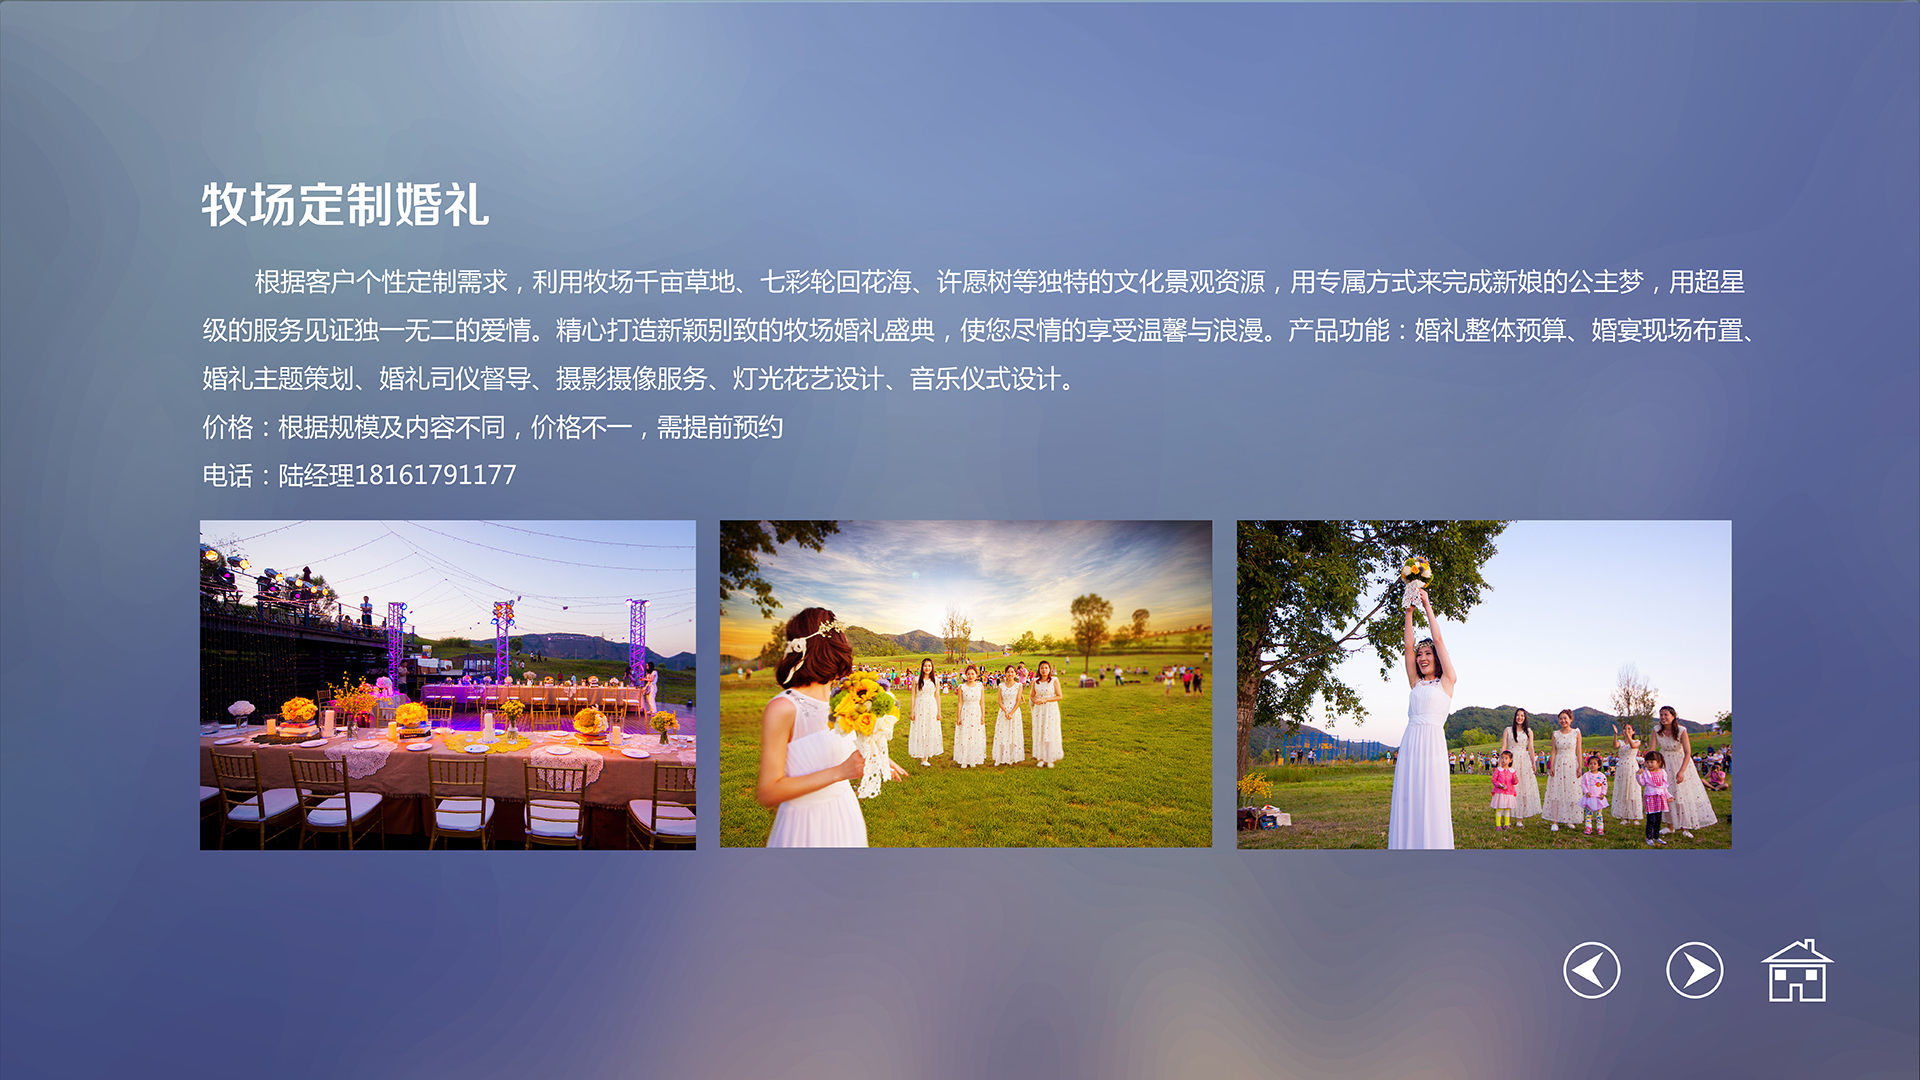 牧场定制婚礼
根据客户个性定制需求，利用牧场千亩草地、七彩轮回花海、许愿树等独特的文化景观资源，用专属方式来完成新娘的公主梦，用超星
级的服务见证独一无二的爱情。精心打造新颖别致的牧场婚礼盛典，使您尽情的享受温馨与浪漫。产品功能：婚礼整体预算、婚宴现场布置、
婚礼主题策划、婚礼司仪督导、摄影摄像服务、灯光花艺设计、音乐仪式设计。
价格：根据规模及内容不同，价格不一，需提前预约
电话：陆经理18161791177